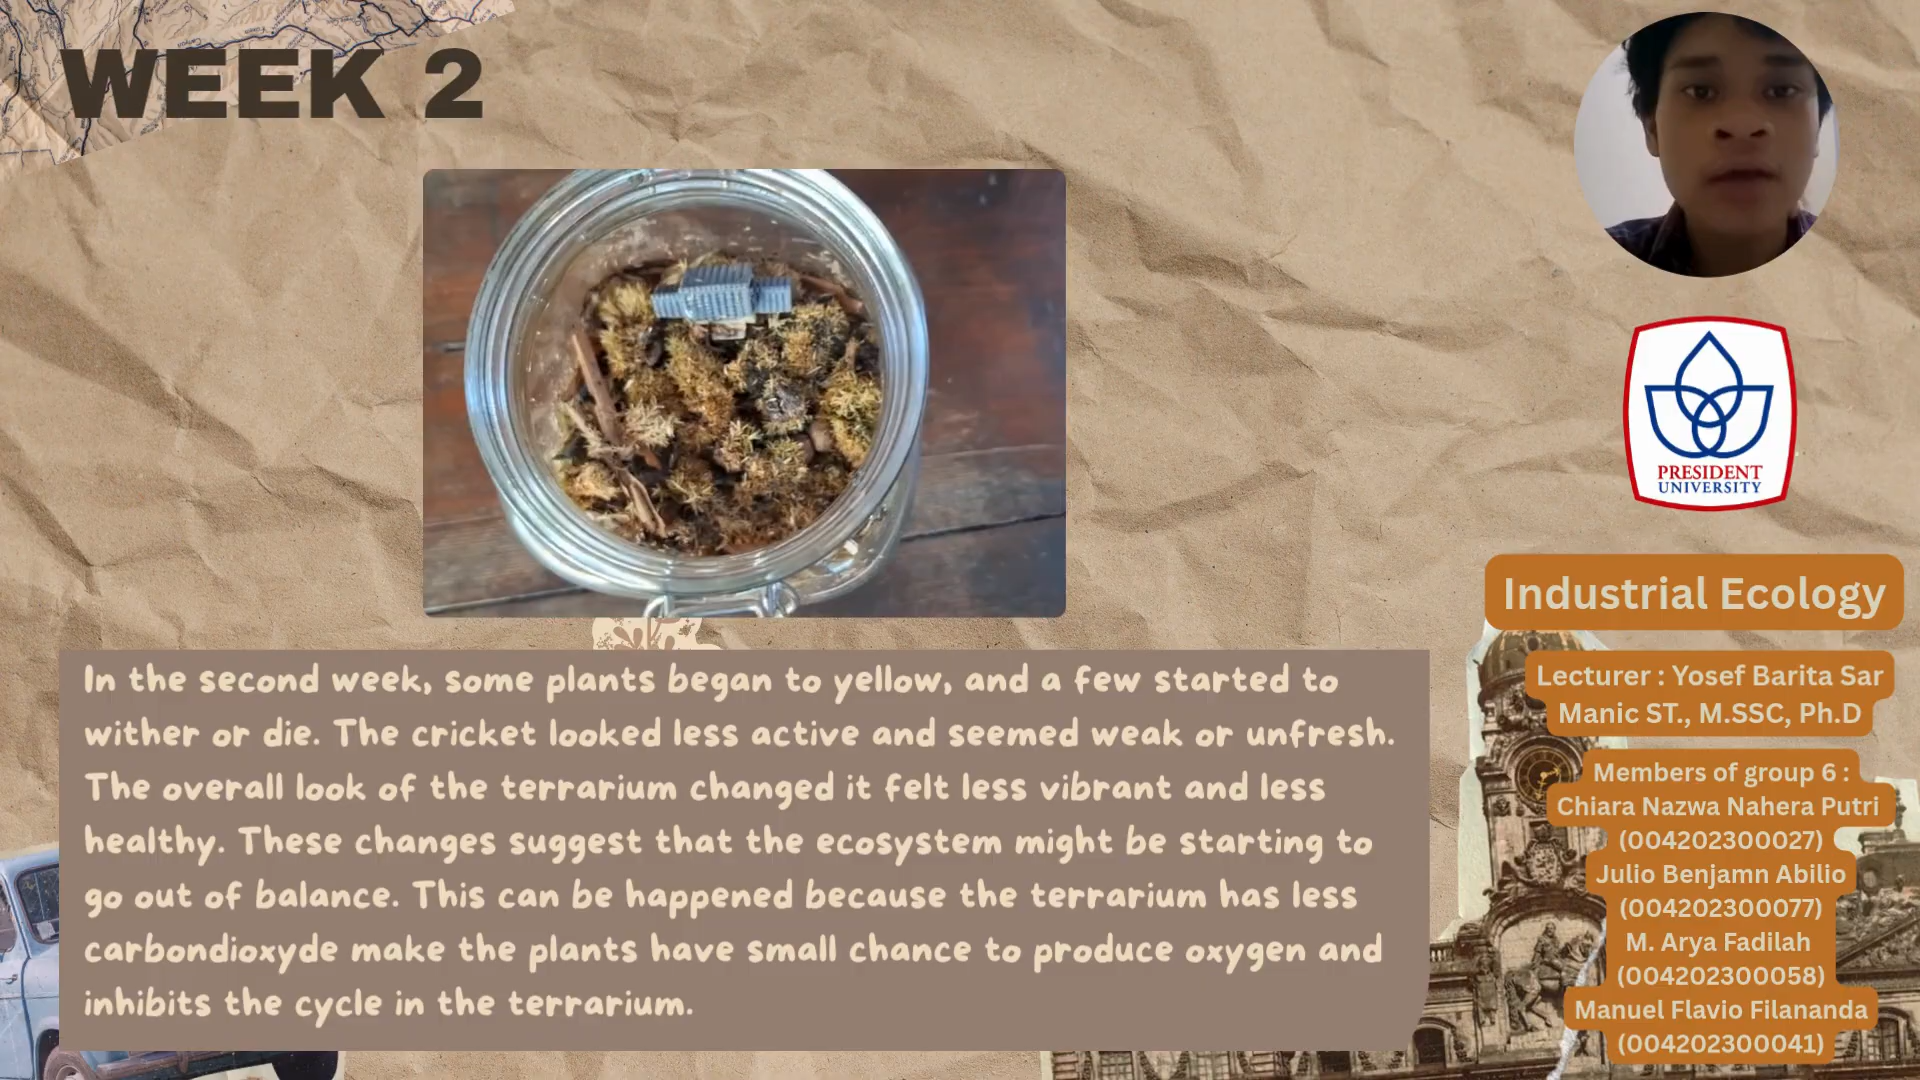 WEEK 2
PRESIDENT
UNIVERSITY
Industrial Ecology
Lecturer : Yosef Barita Sar
Manic ST., M.SSC, Ph.D
Members of group 6 :
Chiara Nazwa Nahera Putri
(004202300027)
Julio Benjamn Abilio
(004202300077)
M. Arya Fadilah
(004202300058)
Manuel Flavio Filananda
(004202300041)
In the second week, some plants began to yellow, and a few started to
wither or die. The cricket looked less active and seemed weak or unfresh.
The overall look of the terrarium changed it felt less vibrant and less
healthy. These changes suggest that the ecosystem might be starting to
go out of balance. This can be happened because the terrarium has less
carbondioxyde make the plants have small chance to produce oxygen and
inhibits the cycle in the terrarium.